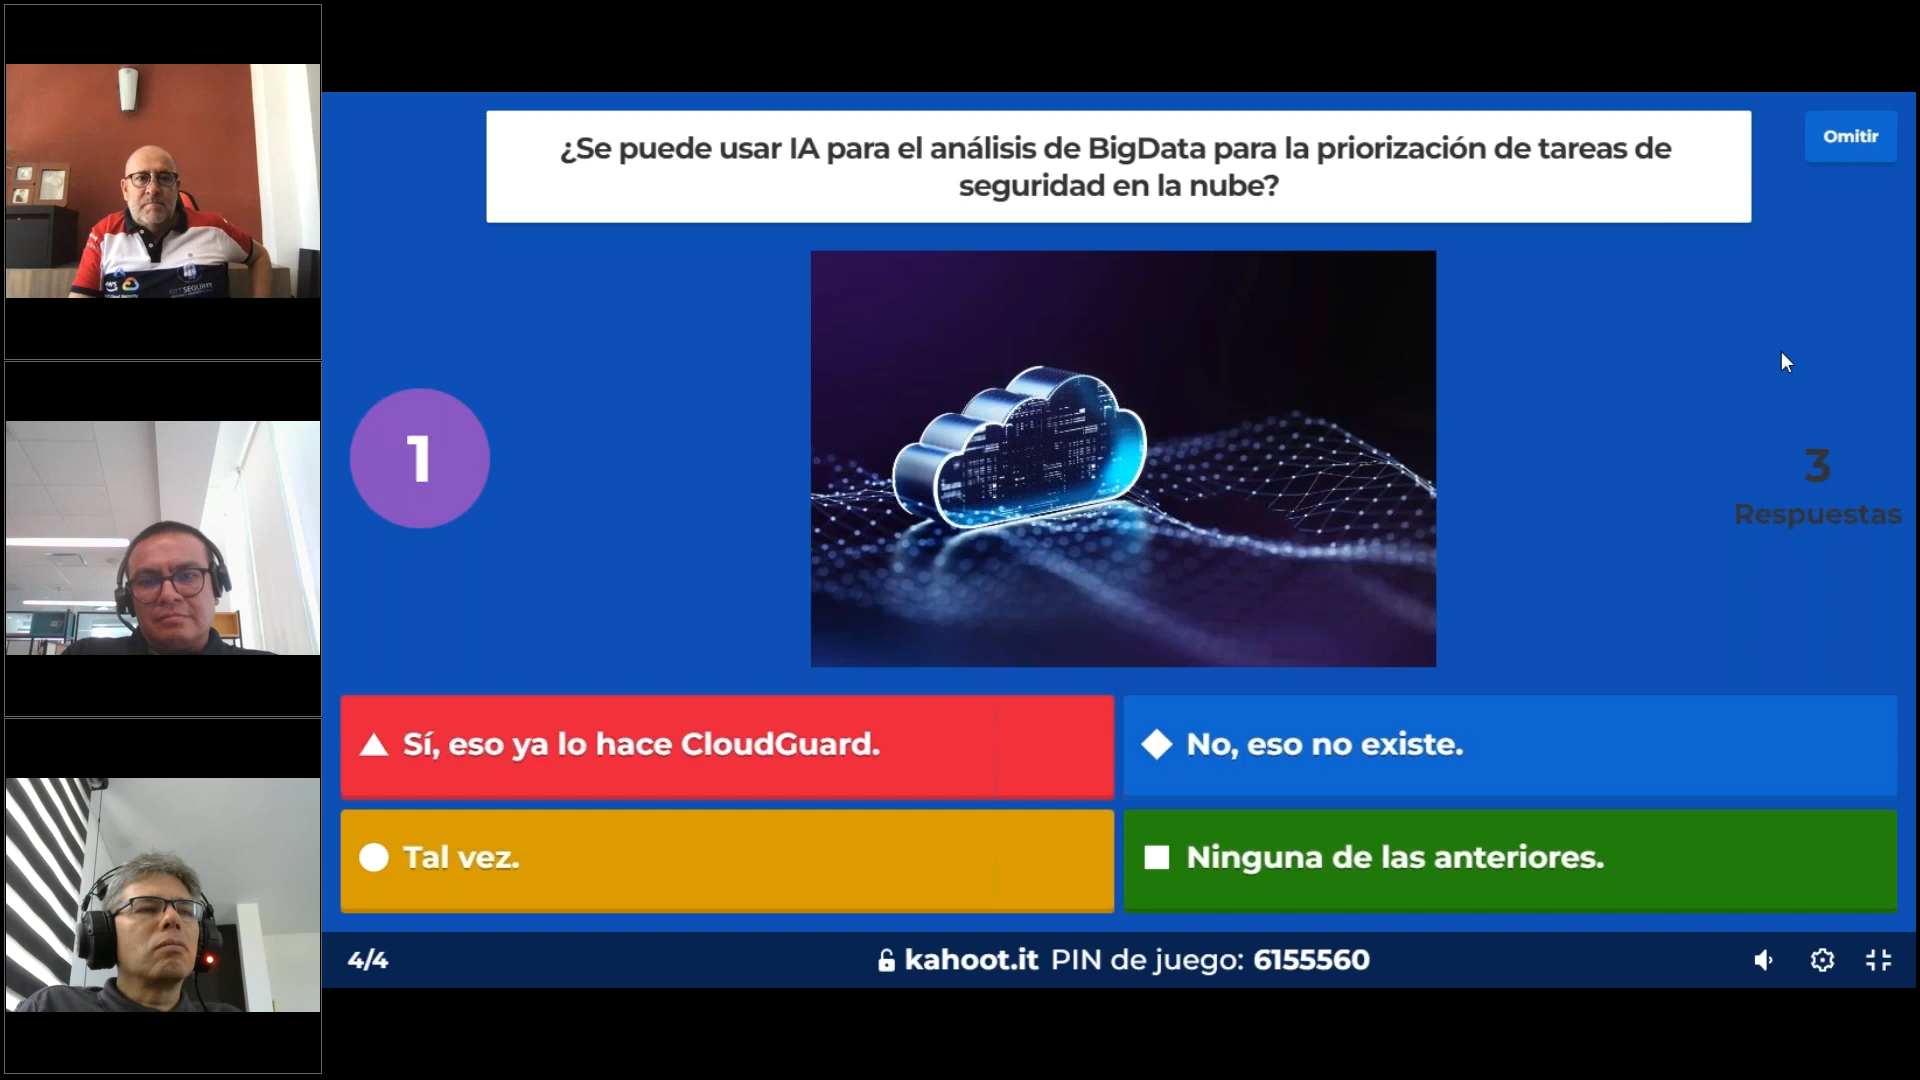 ¿Se puede usar IA para el análisis de BigData para la priorización de tareas de
seguridad en la nube?
Omitir
1
3
Respuestas
Sí, eso ya lo hace CloudGuard.
No, eso no existe.
Tal vez.
Ninguna de las anteriores.
4/4
kahoot.it PIN de juego: 6155560